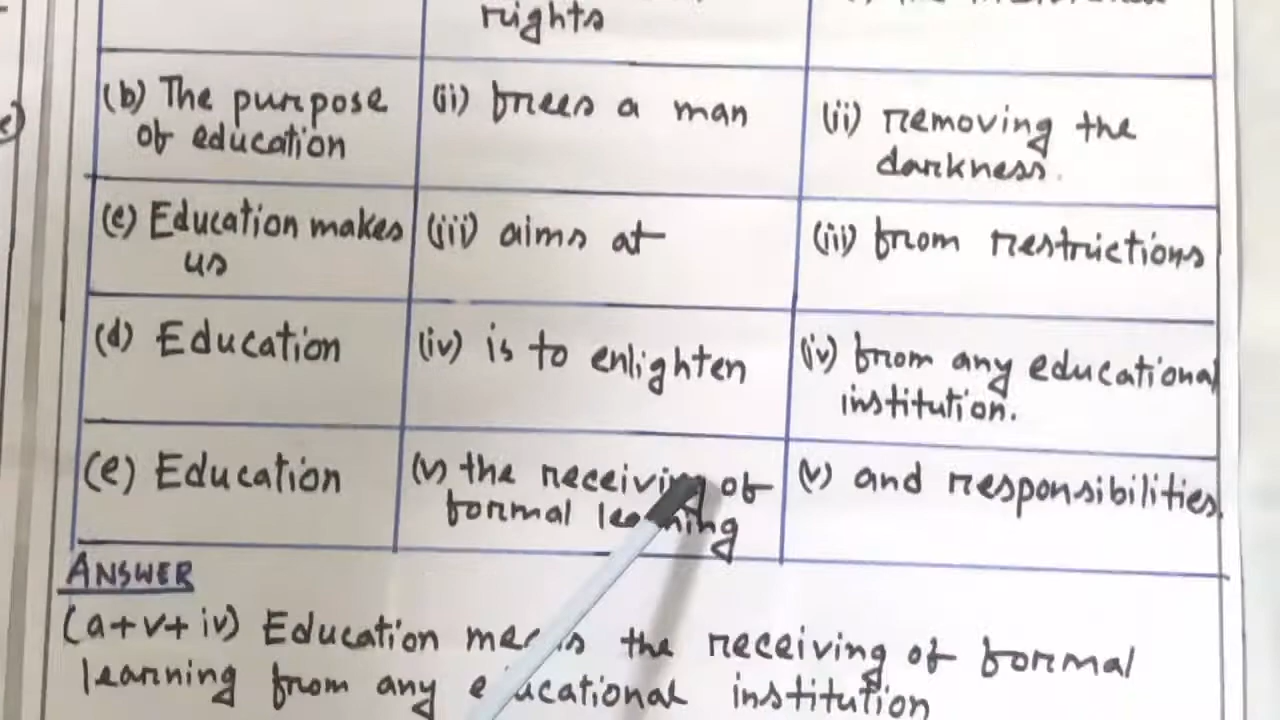 rights
(b) The purpose
of education
(ii) frees a man
(ii) removing the
darkness.
(c) Education makes
us
(iii) aims at
(iii) from restrictions
(d) Education
(iv) is to enlighten
(iv) from any educational
institution.
(e) Education
(v) the receiving of
formal learning
(v) and responsibilities
ANSWER
(a+v+iv) Education means the receiving of formal
learning from any educational institution